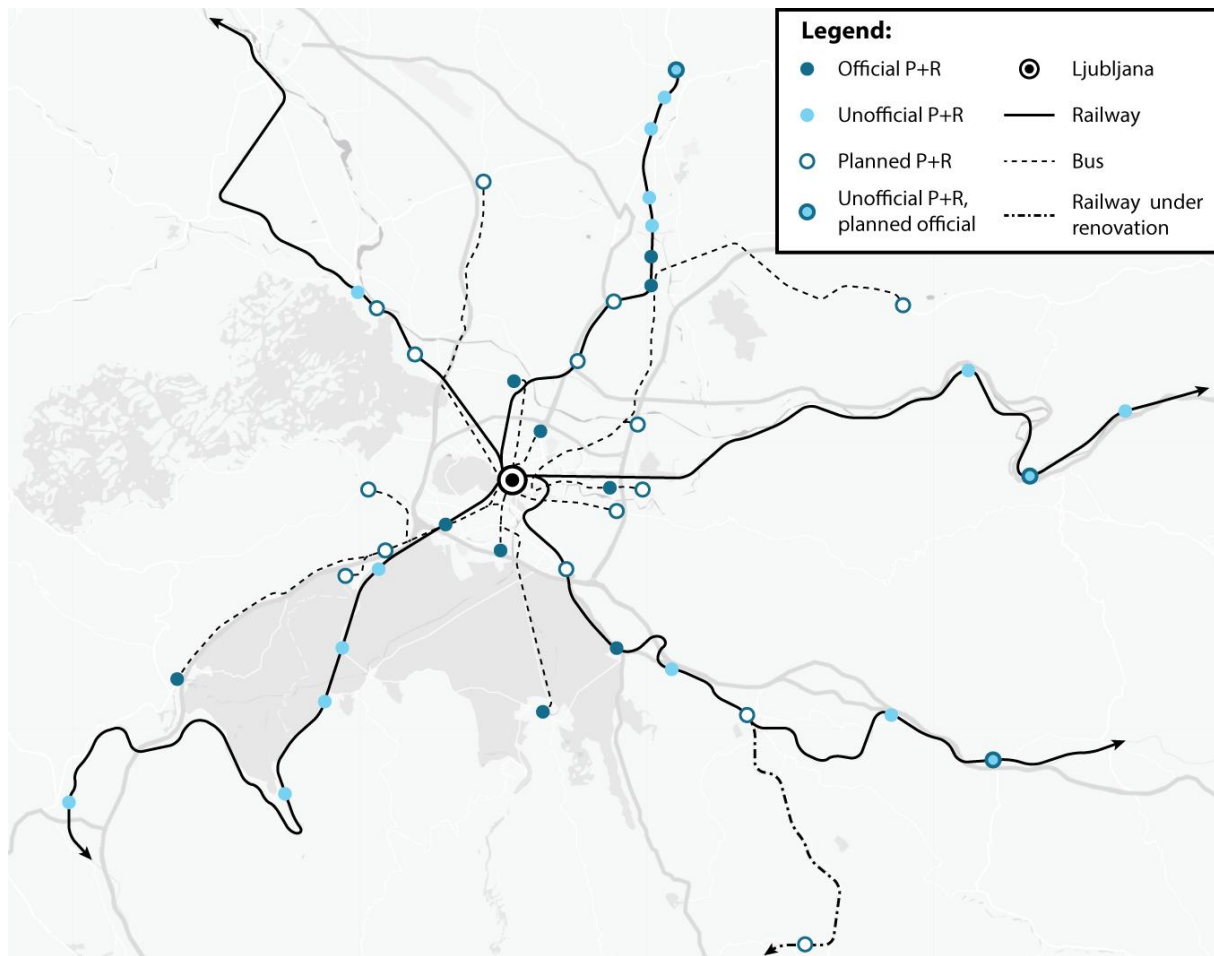 Legend:
Official P+R
Unofficial P+R
Planned P+R
Unofficial P+R,
planned official
Ljubljana
Railway
Bus
Railway under
renovation